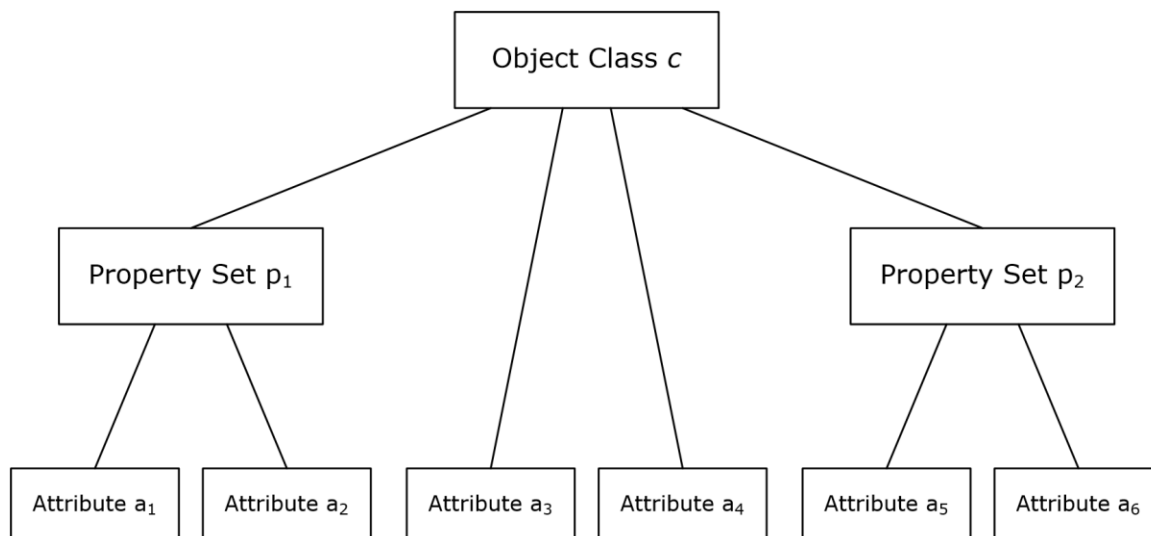 Object Class c
Property Set p₁
Property Set p₂
Attribute a₁
Attribute a₂
Attribute a₃
Attribute a₄
Attribute a₅
Attribute a₆